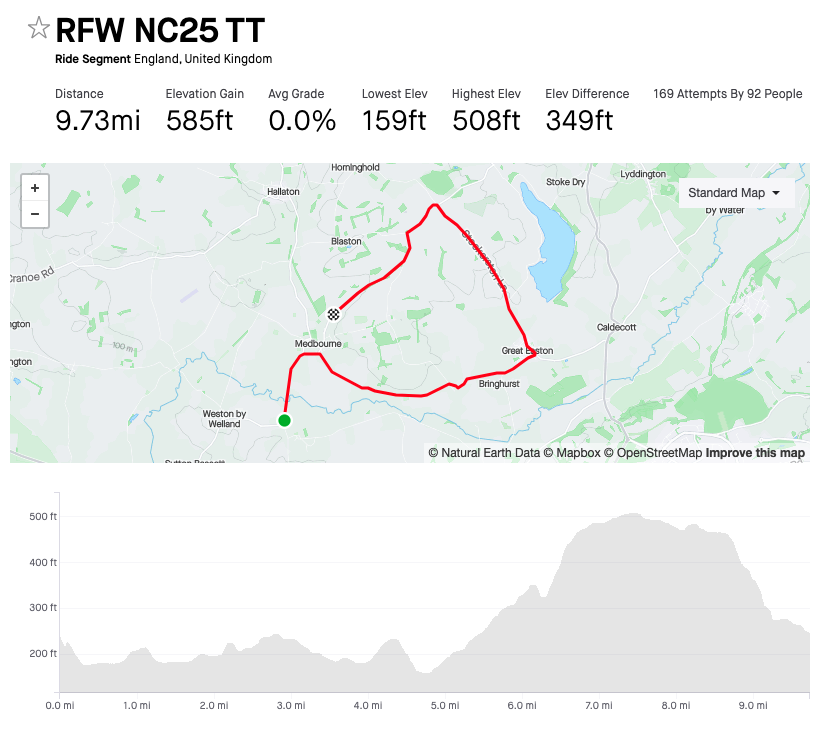 RFW NC25 TT
Ride Segment England, United Kingdom
Distance
9.73mi
Elevation Gain
585ft
Avg Grade
0.0%
Lowest Elev
159ft
Highest Elev
508ft
Elev Difference
349ft
169 Attempts By 92 People
+
−
Standard Map
Horninghold
Hallaton
Stoke Dry
Lyddington
by Water
Blaston
Stockerston Ln
Cranoe Rd
ngton
Medbourne
100 m
ngton
Caldecott
Great Easton
Bringhurst
Weston by
Welland
Sutton Bassett
© Natural Earth Data © Mapbox © OpenStreetMap Improve this map
500 ft
400 ft
300 ft
200 ft
0.0 mi
1.0 mi
2.0 mi
3.0 mi
4.0 mi
5.0 mi
6.0 mi
7.0 mi
8.0 mi
9.0 mi